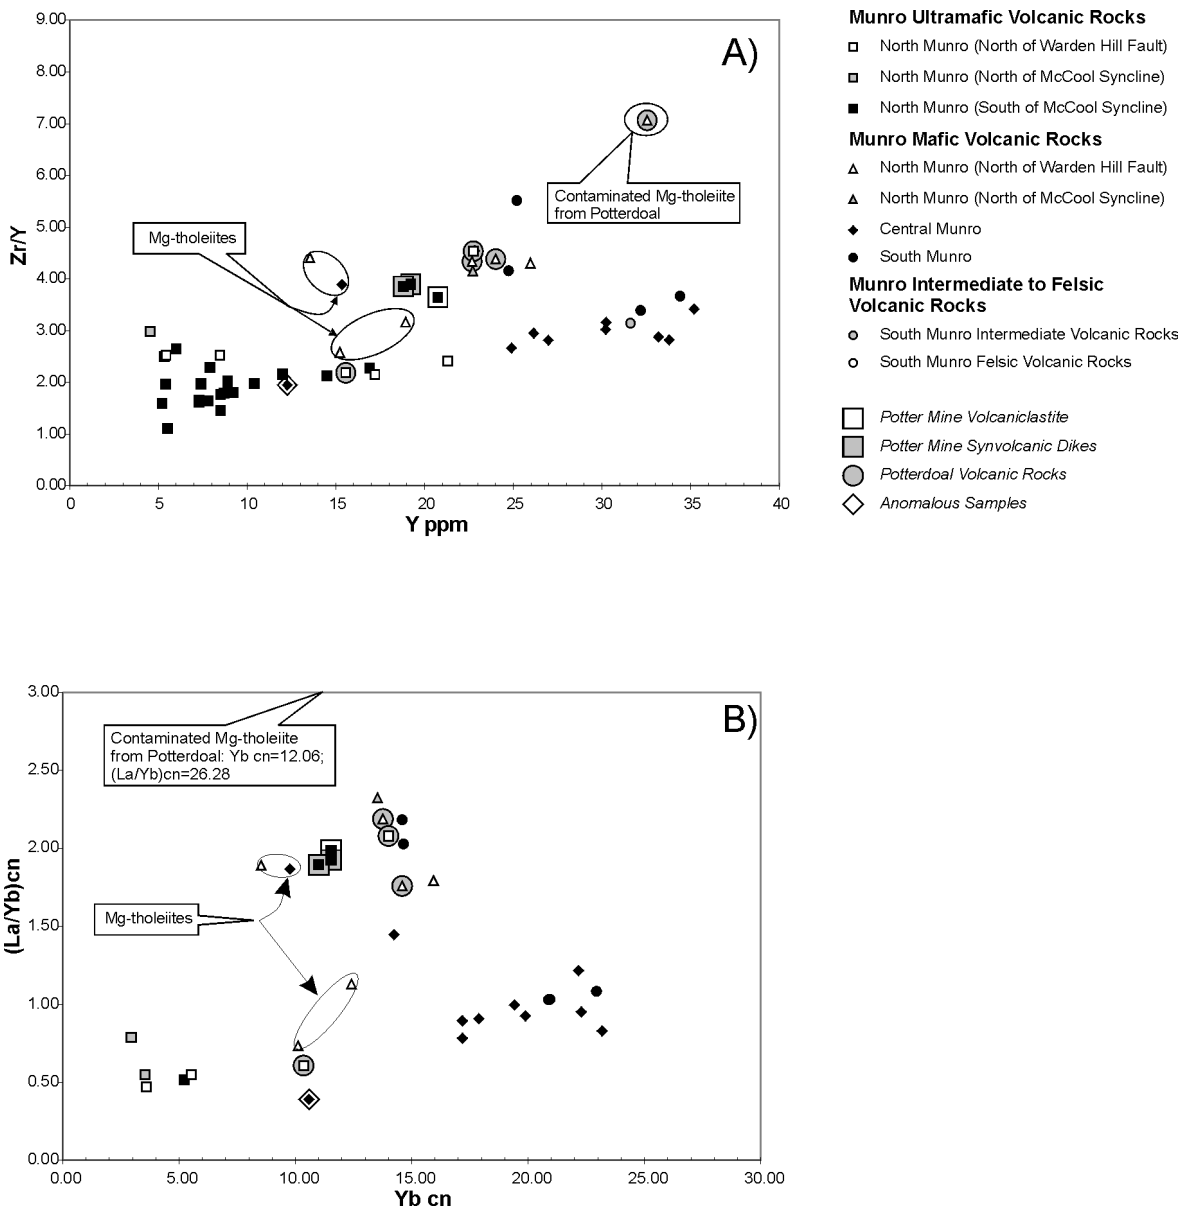 9.00
8.00
7.00
6.00
5.00
4.00
3.00
2.00
1.00
0.00
Zr/Y
A)
Mg-tholeiites
Contaminated Mg-tholeiite
from Potterdoal
0 5 10 15 20 25 30 35 40
Y ppm
Munro Ultramafic Volcanic Rocks
North Munro (North of Warden Hill Fault)
North Munro (North of McCool Syncline)
North Munro (South of McCool Syncline)
Munro Mafic Volcanic Rocks
North Munro (North of Warden Hill Fault)
North Munro (North of McCool Syncline)
Central Munro
South Munro
Munro Intermediate to Felsic
Volcanic Rocks
South Munro Intermediate Volcanic Rocks
South Munro Felsic Volcanic Rocks
Potter Mine Volcaniclastite
Potter Mine Synvolcanic Dikes
Potterdoal Volcanic Rocks
Anomalous Samples
3.00
2.50
2.00
1.50
1.00
0.50
0.00
(La/Yb)cn
B)
Contaminated Mg-tholeiite
from Potterdoal: Yb cn=12.06;
(La/Yb)cn=26.28
Mg-tholeiites
0.00 5.00 10.00 15.00 20.00 25.00 30.00
Yb cn